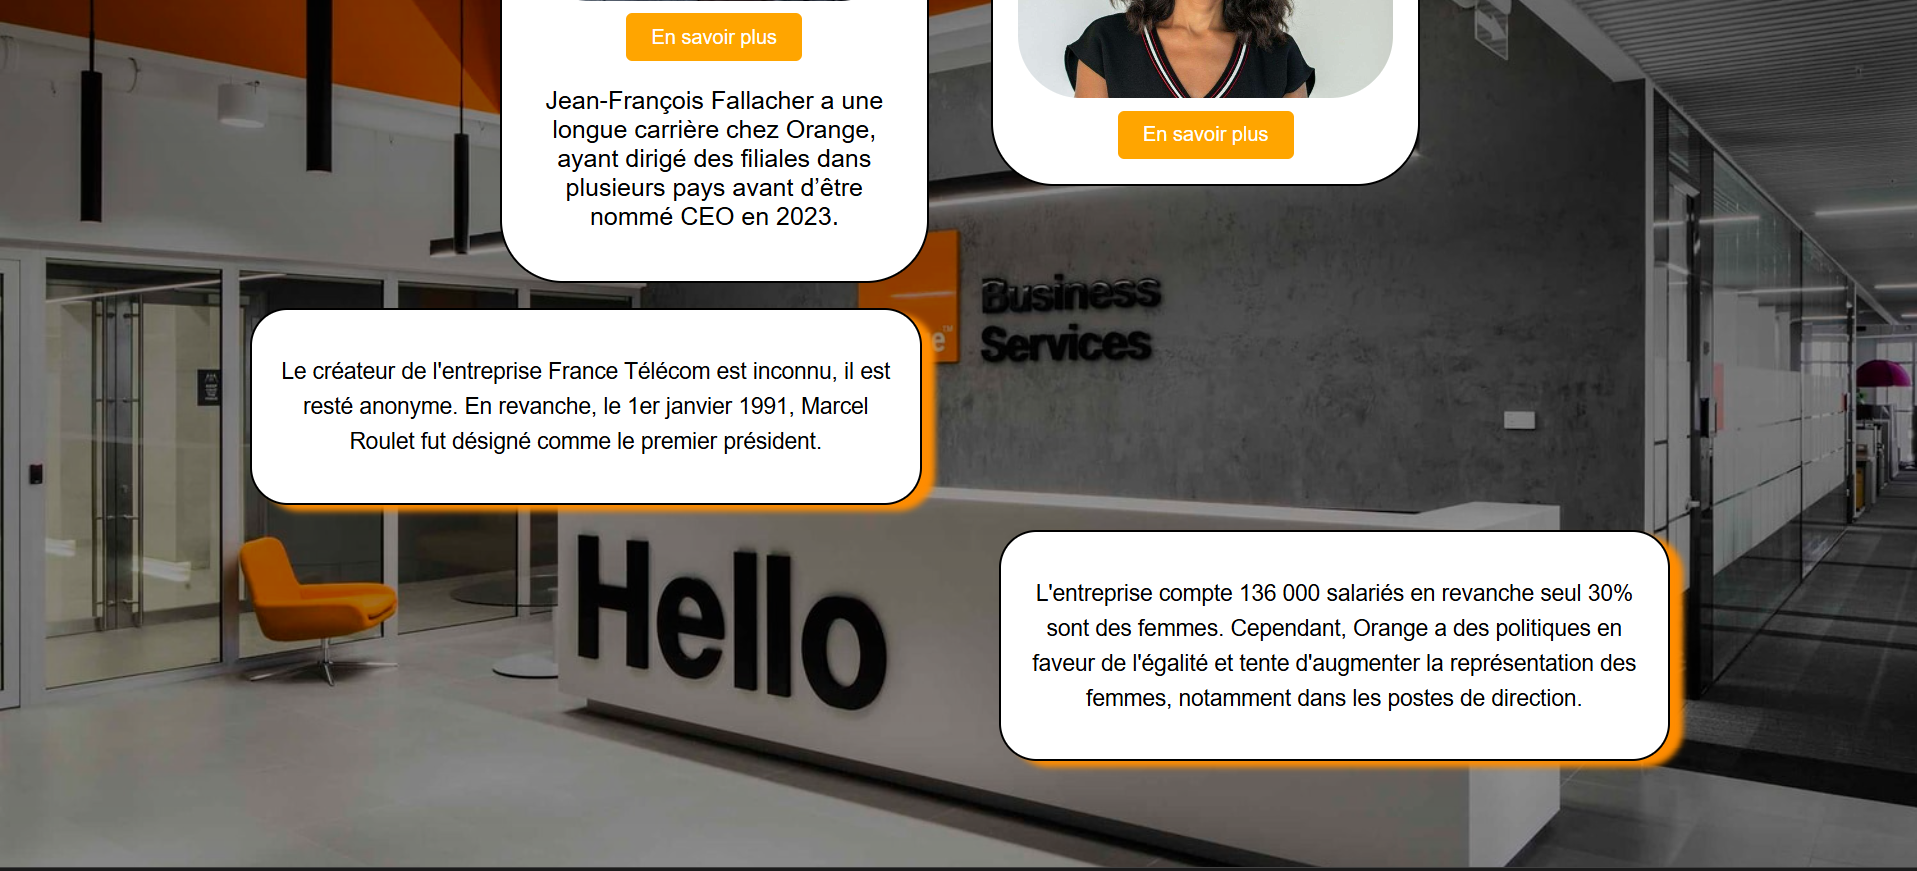 En savoir plus
Jean-François Fallacher a une
longue carrière chez Orange,
ayant dirigé des filiales dans
plusieurs pays avant d’être
nommé CEO en 2023.
En savoir plus
Business
Services
e™
Le créateur de l'entreprise France Télécom est inconnu, il est
resté anonyme. En revanche, le 1er janvier 1991, Marcel
Roulet fut désigné comme le premier président.
Hello
L'entreprise compte 136 000 salariés en revanche seul 30%
sont des femmes. Cependant, Orange a des politiques en
faveur de l'égalité et tente d'augmenter la représentation des
femmes, notamment dans les postes de direction.